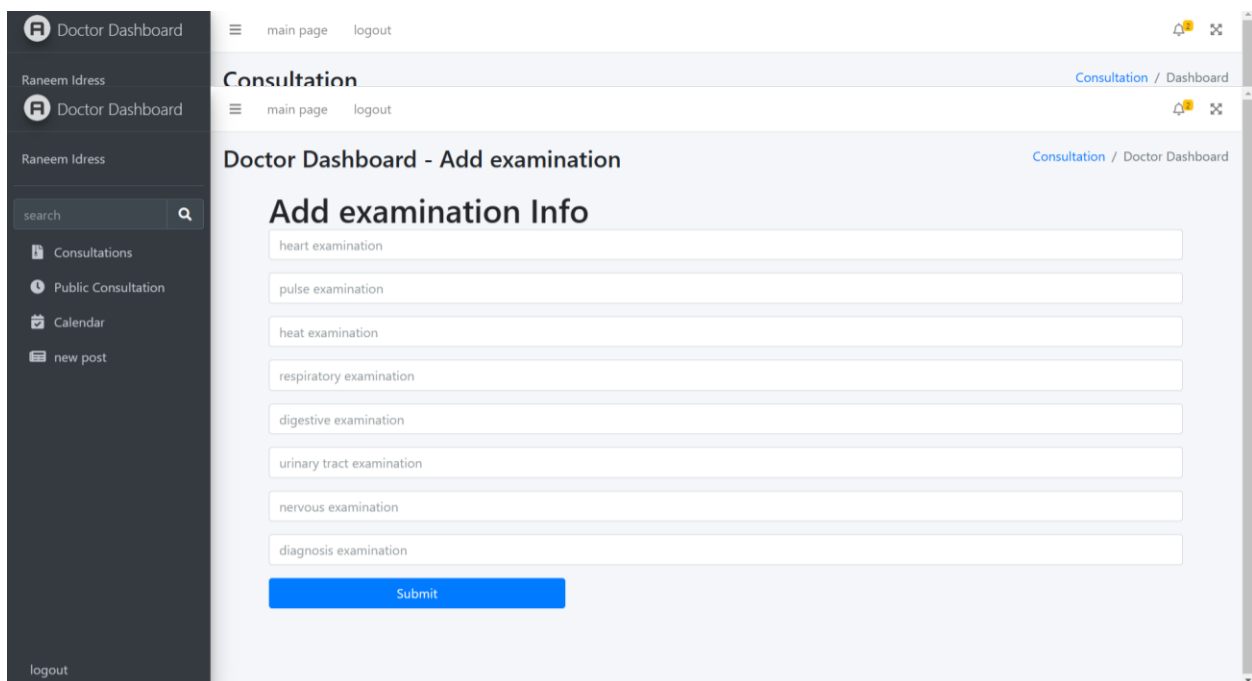 Doctor Dashboard
main page logout
2
Raneem Idress
Consultation
Consultation / Dashboard
Doctor Dashboard
main page logout
2
Raneem Idress
Doctor Dashboard - Add examination
Consultation / Doctor Dashboard
search
Consultations
Public Consultation
Calendar
new post
logout
Add examination Info
heart examination
pulse examination
heat examination
respiratory examination
digestive examination
urinary tract examination
nervous examination
diagnosis examination
Submit